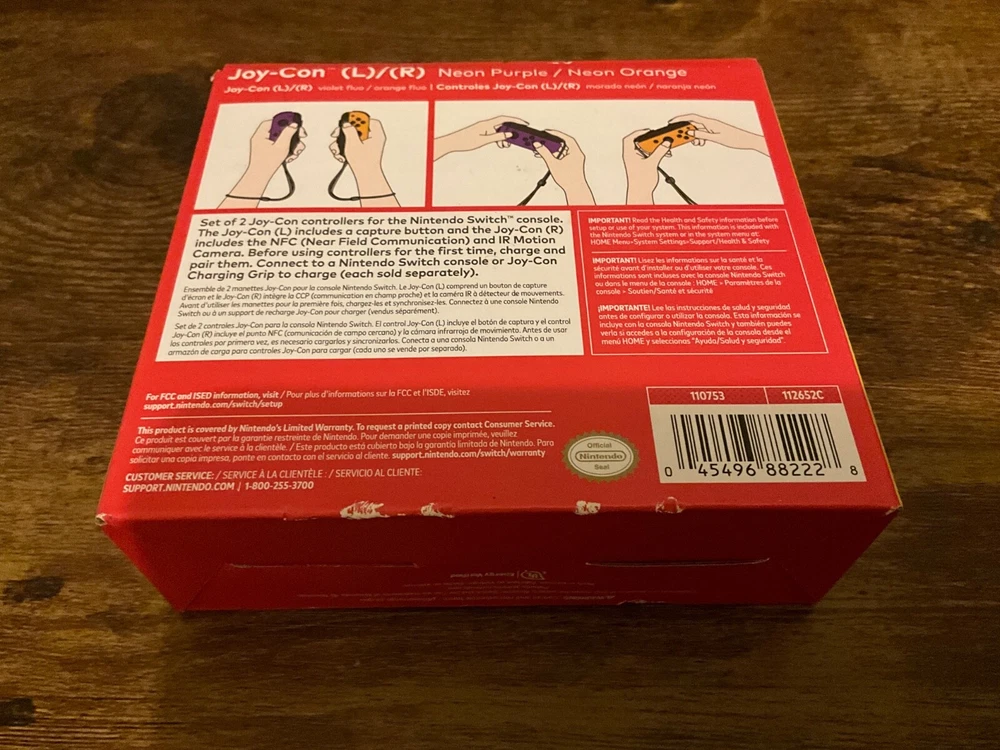 Joy-Con™ (L)/(R) Neon Purple / Neon Orange
Joy-Con (L)/(R) violet fluo / orange fluo | Controles Joy-Con (L)/(R) morado neón / naranja neón
Set of 2 Joy-Con controllers for the Nintendo Switch™ console.
The Joy-Con (L) includes a capture button and the Joy-Con (R)
includes the NFC (Near Field Communication) and IR Motion
Camera. Before using controllers for the first time, charge and
pair them. Connect to a Nintendo Switch console or Joy-Con
Charging Grip to charge (each sold separately).
Ensemble de 2 manettes Joy-Con pour la console Nintendo Switch. Le Joy-Con (L) comprend un bouton de capture
d'écran et le Joy-Con (R) intègre la CCP (communication en champ proche) et la caméra IR à détecteur de mouvements.
Avant d'utiliser les manettes pour la première fois, chargez-les et synchronisez-les. Connectez à une console Nintendo
Switch ou à un support de recharge Joy-Con pour charger (vendus séparément).
Set de 2 controles Joy-Con para la consola Nintendo Switch. El control Joy-Con (L) incluye el botón de captura y el control
Joy-Con (R) incluye el punto NFC (comunicación de campo cercano) y la cámara infrarroja de movimiento. Antes de usar
los controles por primera vez, es necesario cargarlos y sincronizarlos. Conecta a una consola Nintendo Switch o a un
armazón de carga para controles Joy-Con para cargar (cada uno se vende por separado).
IMPORTANT! Read the Health and Safety information before
setup or use of your system. This information is included with
the Nintendo Switch system or in the system menu at:
HOME Menu>System Settings>Support/Health & Safety
IMPORTANT! Lisez les informations sur la santé et la
sécurité avant d'installer ou d'utiliser votre console. Ces
informations sont incluses avec la console Nintendo Switch
ou dans le menu de la console : HOME > Paramètres de la
console > Soutien/Santé et sécurité
¡IMPORTANTE! Lee las instrucciones de salud y seguridad
antes de configurar o utilizar la consola. Esta información se
incluye con la consola Nintendo Switch y también puedes
verla si accedes a la configuración de la consola desde el
menú HOME y seleccionas "Ayuda/Salud y seguridad".
For FCC and ISED information, visit / Pour plus d'informations sur la FCC et l'ISDE, visitez
support.nintendo.com/switch/setup
This product is covered by Nintendo's Limited Warranty. To request a printed copy contact Consumer Service.
Ce produit est couvert par la garantie restreinte de Nintendo. Pour demander une copie imprimée, veuillez
communiquer avec le service à la clientèle. / Este producto está cubierto bajo la garantía limitada de Nintendo. Para
solicitar una copia impresa, ponte en contacto con el servicio al cliente. support.nintendo.com/switch/warranty
CUSTOMER SERVICE: / SERVICE À LA CLIENTÈLE : / SERVICIO AL CLIENTE:
SUPPORT.NINTENDO.COM | 1-800-255-3700
Official
Nintendo
Seal
110753 112652C
0 45496 88222 8